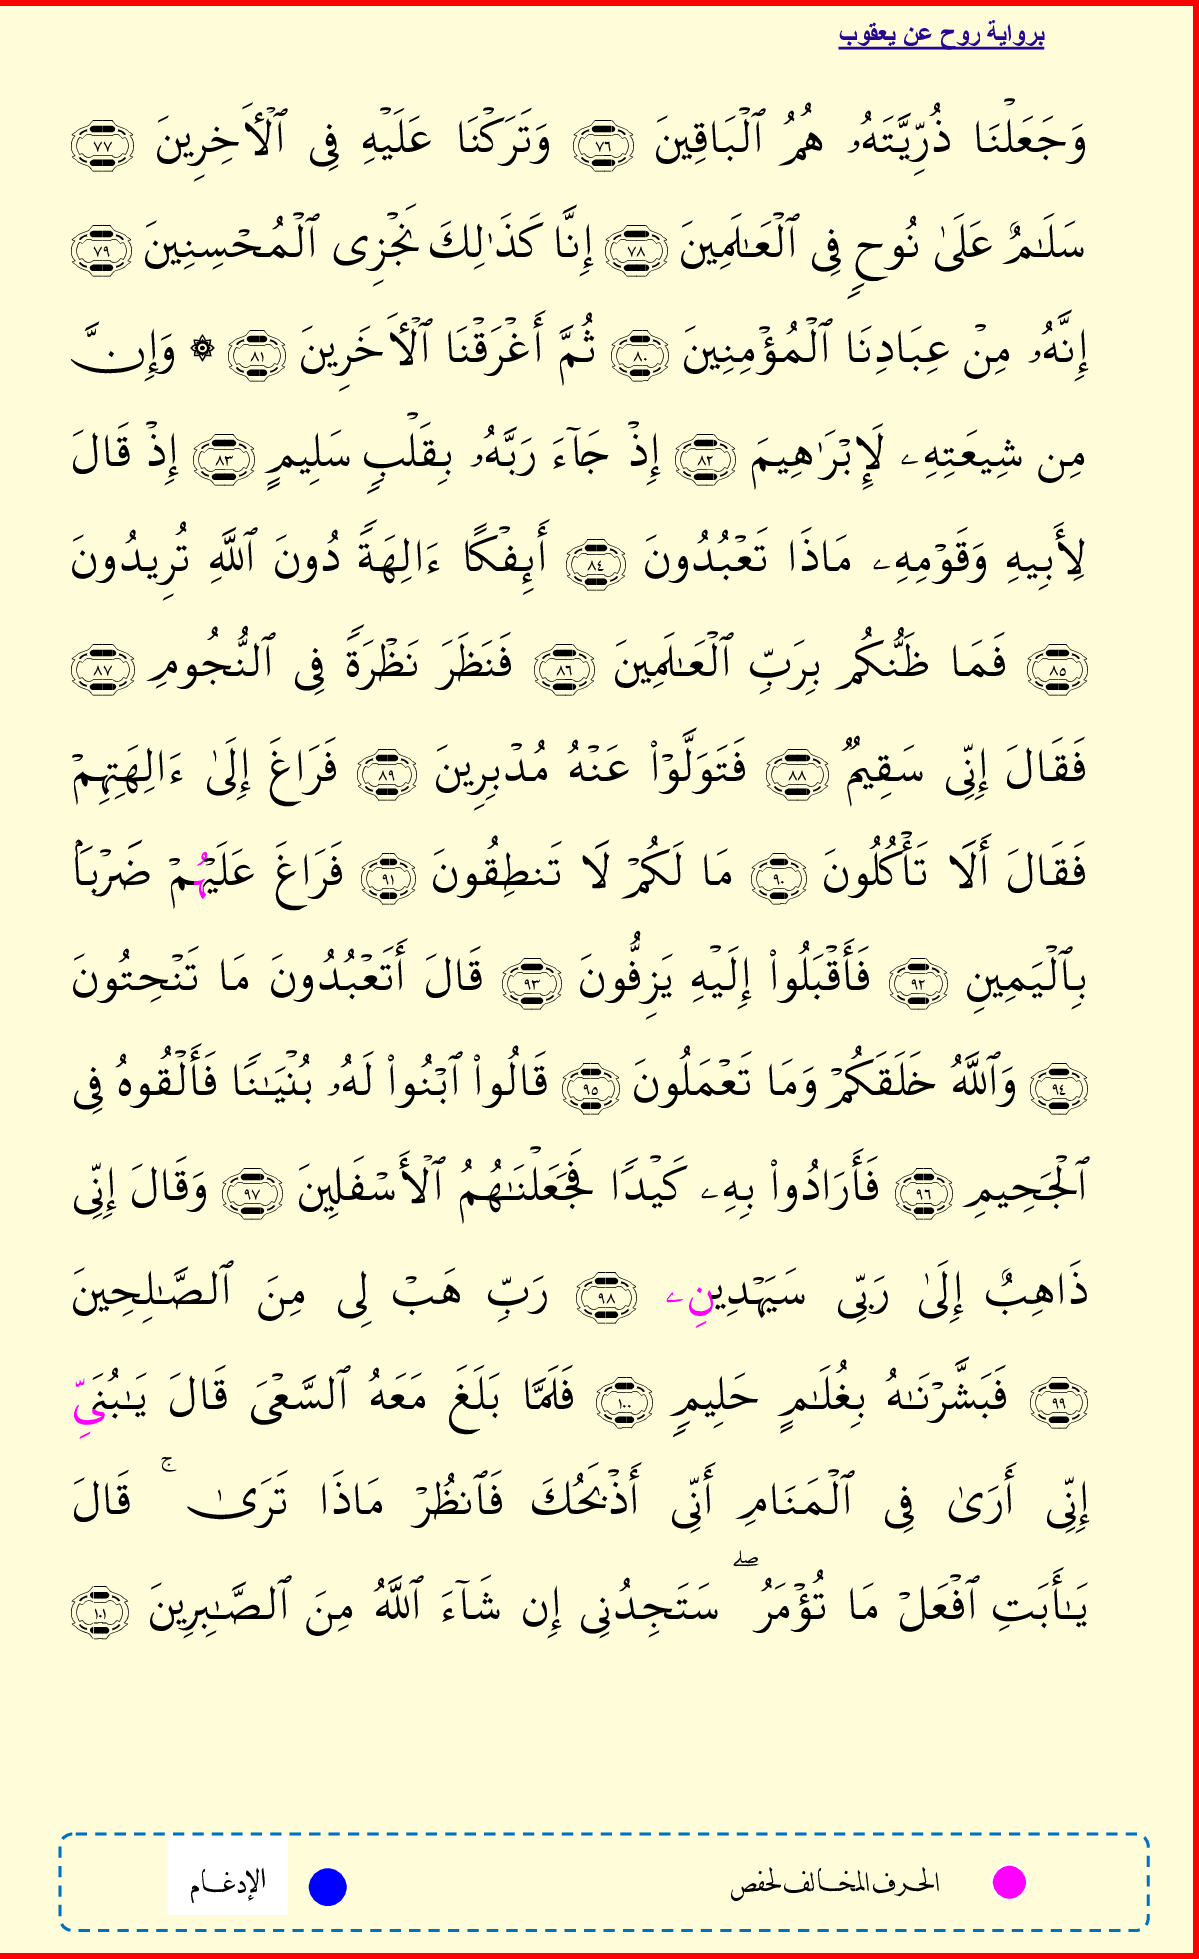 برواية روح عن يعقوب
وَجَعَلْنَا ذُرِّيَّتَهُۥ هُمُ ٱلْبَاقِينَ ٧٦ وَتَرَكْنَا عَلَيْهِ فِى ٱلْأَخِرِينَ ٧٧
سَلَٰمٌ عَلَىٰ نُوحٍ فِى ٱلْعَٰلَمِينَ ٧٨ إِنَّا كَذَٰلِكَ نَجْزِى ٱلْمُحْسِنِينَ ٧٩
إِنَّهُۥ مِنْ عِبَادِنَا ٱلْمُؤْمِنِينَ ٨٠ ثُمَّ أَغْرَقْنَا ٱلْأَخَرِينَ ٨١ ۞ وَإِنَّ
مِن شِيعَتِهِۦ لَإِبْرَٰهِيمَ ٨٢ إِذْ جَآءَ رَبَّهُۥ بِقَلْبٍ سَلِيمٍ ٨٣ إِذْ قَالَ
لِأَبِيهِ وَقَوْمِهِۦ مَاذَا تَعْبُدُونَ ٨٤ أَئِفْكًا ءَالِهَةً دُونَ ٱللَّهِ تُرِيدُونَ
٨٥ فَمَا ظَنُّكُم بِرَبِّ ٱلْعَٰلَمِينَ ٨٦ فَنَظَرَ نَظْرَةً فِى ٱلنُّجُومِ ٨٧
فَقَالَ إِنِّى سَقِيمٌ ٨٨ فَتَوَلَّوْا۟ عَنْهُ مُدْبِرِينَ ٨٩ فَرَاغَ إِلَىٰ ءَالِهَتِهِمْ
فَقَالَ أَلَا تَأْكُلُونَ ٩٠ مَا لَكُمْ لَا تَنطِقُونَ ٩١ فَرَاغَ عَلَيْهُمْ ضَرْبَۢا
بِٱلْيَمِينِ ٩٢ فَأَقْبَلُوا۟ إِلَيْهِ يَزِفُّونَ ٩٣ قَالَ أَتَعْبُدُونَ مَا تَنْحِتُونَ
٩٤ وَٱللَّهُ خَلَقَكُمْ وَمَا تَعْمَلُونَ ٩٥ قَالُوا۟ ٱبْنُوا۟ لَهُۥ بُنْيَٰنًا فَأَلْقُوهُ فِى
ٱلْجَحِيمِ ٩٦ فَأَرَادُوا۟ بِهِۦ كَيْدًا فَجَعَلْنَٰهُمُ ٱلْأَسْفَلِينَ ٩٧ وَقَالَ إِنِّى
ذَاهِبٌ إِلَىٰ رَبِّى سَيَهْدِينِۦ ٩٨ رَبِّ هَبْ لِى مِنَ ٱلصَّٰلِحِينَ
٩٩ فَبَشَّرْنَٰهُ بِغُلَٰمٍ حَلِيمٍ ١٠٠ فَلَمَّا بَلَغَ مَعَهُ ٱلسَّعْىَ قَالَ يَٰبُنَىِّ
إِنِّى أَرَىٰ فِى ٱلْمَنَامِ أَنِّى أَذْبَحُكَ فَٱنظُرْ مَاذَا تَرَىٰ ۚ قَالَ
يَٰأَبَتِ ٱفْعَلْ مَا تُؤْمَرُ ۖ سَتَجِدُنِى إِن شَآءَ ٱللَّهُ مِنَ ٱلصَّٰبِرِينَ ١٠١
الحرف المخالف لحفص
الإدغام